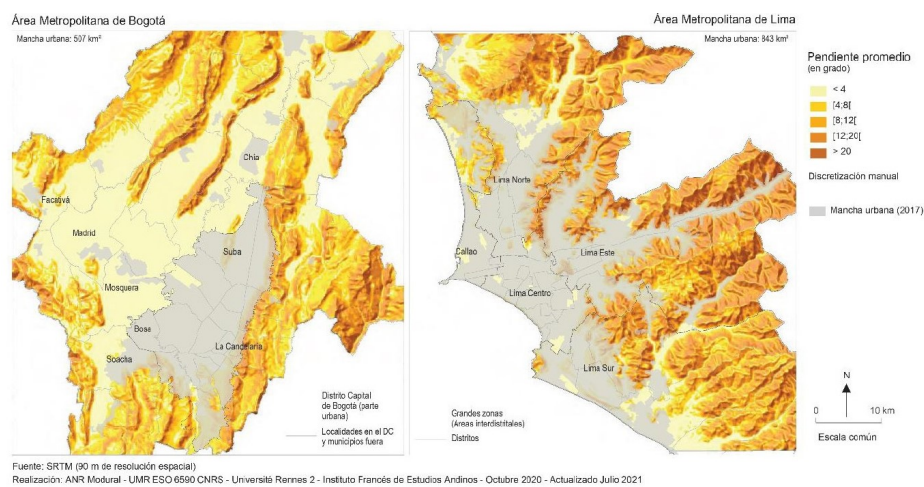 Área Metropolitana de Bogotá
Mancha urbana: 507 km²
Chía
Facativá
Madrid
Suba
Mosquera
Bosa
La Candelaria
Soacha
Distrito Capital
de Bogotá (parte
urbana)
Localidades en el DC
y municipios fuera
Área Metropolitana de Lima
Mancha urbana: 843 km²
Lima Norte
Callao
Lima Este
Lima Centro
Lima Sur
Grandes zonas
(Áreas interdistritales)
Distritos
Pendiente promedio
(en grado)
< 4
[4;8[
[8;12[
[12;20[
> 20
Discretización manual
Mancha urbana (2017)
N
0 10 km
Escala común
Fuente: SRTM (90 m de resolución espacial)
Realización: ANR Modural - UMR ESO 6590 CNRS - Université Rennes 2 - Instituto Francés de Estudios Andinos - Octubre 2020 - Actualizado Julio 2021